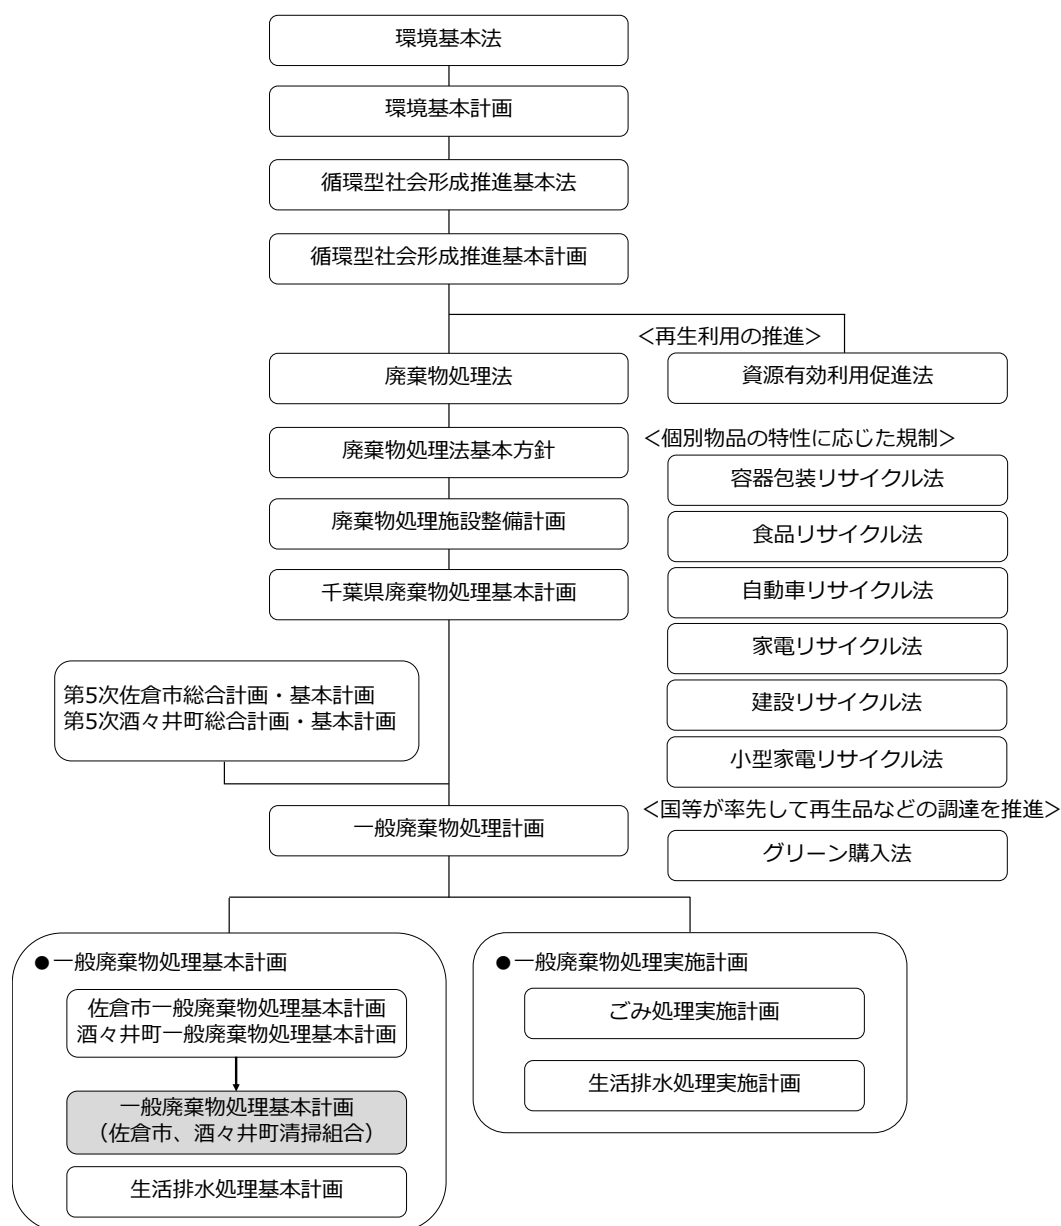 環境基本法
環境基本計画
循環型社会形成推進基本法
循環型社会形成推進基本計画
＜再生利用の推進＞
廃棄物処理法
資源有効利用促進法
廃棄物処理法基本方針
＜個別物品の特性に応じた規制＞
容器包装リサイクル法
廃棄物処理施設整備計画
食品リサイクル法
千葉県廃棄物処理基本計画
自動車リサイクル法
家電リサイクル法
第5次佐倉市総合計画・基本計画
第5次酒々井町総合計画・基本計画
建設リサイクル法
小型家電リサイクル法
一般廃棄物処理計画
＜国等が率先して再生品などの調達を推進＞
グリーン購入法
●一般廃棄物処理基本計画
佐倉市一般廃棄物処理基本計画
酒々井町一般廃棄物処理基本計画
一般廃棄物処理基本計画
（佐倉市、酒々井町清掃組合）
生活排水処理基本計画
●一般廃棄物処理実施計画
ごみ処理実施計画
生活排水処理実施計画